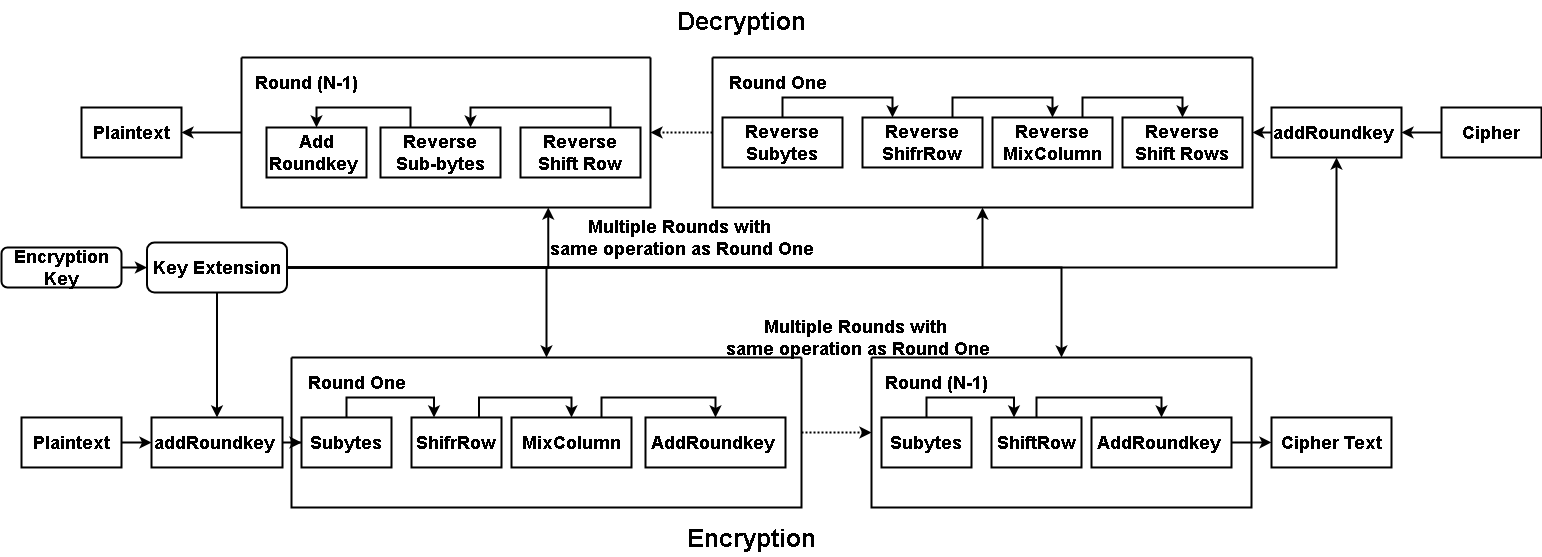 Decryption
Round (N-1)
Round One
Plaintext
Add
Roundkey
Reverse
Sub-bytes
Reverse
Shift Row
Reverse
Subytes
Reverse
ShifrRow
Reverse
MixColumn
Reverse
Shift Rows
addRoundkey
Cipher
Multiple Rounds with
same operation as Round One
Encryption
Key
Key Extension
Multiple Rounds with
same operation as Round One
Round One
Round (N-1)
Plaintext
addRoundkey
Subytes
ShifrRow
MixColumn
AddRoundkey
Subytes
ShiftRow
AddRoundkey
Cipher Text
Encryption